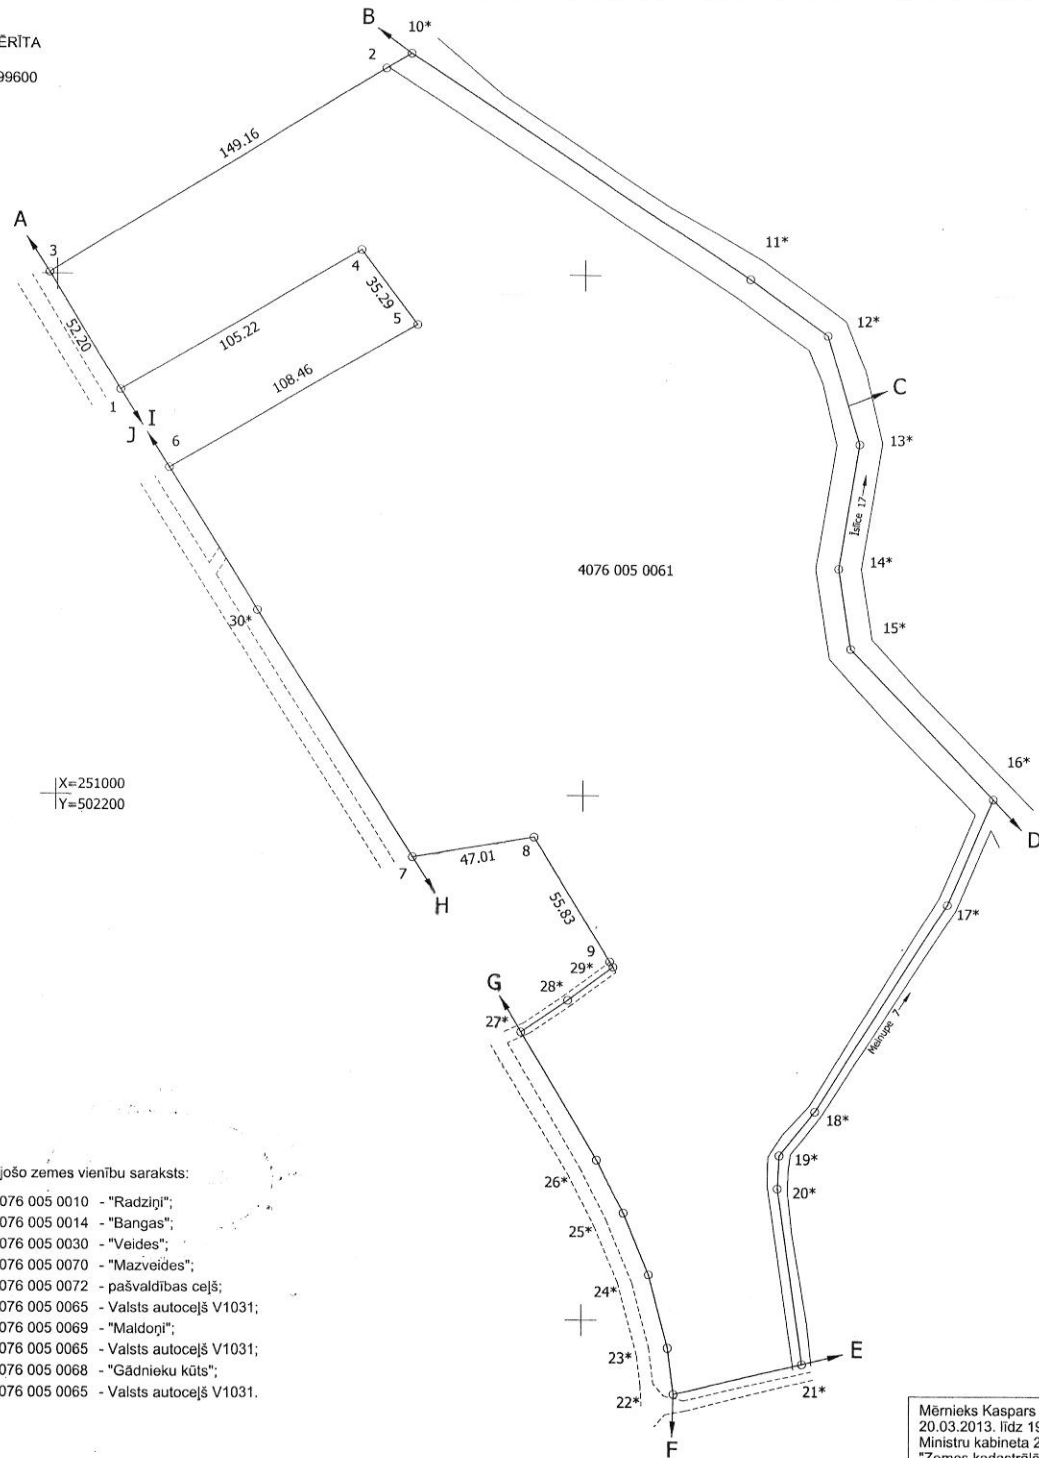 ĒRĪTA
99600
B
10*
2
149.16
A
3
11*
4
35.29
5
52.20
105.22
12*
108.46
C
1
I
J
6
13*
Īslīce 17
4076 005 0061
14*
30*
15*
X=251000
Y=502200
16*
D
47.01
8
7
H
55.83
17*
9
29*
G
28*
27*
Melnupe 7
18*
19*
26*
20*
25*
24*
23*
E
22*
21*
F
jošo zemes vienību saraksts:
076 005 0010 - "Radziņi";
076 005 0014 - "Bangas";
076 005 0030 - "Veides";
076 005 0070 - "Mazveides";
076 005 0072 - pašvaldības ceļš;
076 005 0065 - Valsts autoceļš V1031;
076 005 0069 - "Maldoņi";
076 005 0065 - Valsts autoceļš V1031;
076 005 0068 - "Gādnieku kūts";
076 005 0065 - Valsts autoceļš V1031.
Mērnieks Kaspars
20.03.2013. līdz 19
Ministru kabineta 2
"Zemes kadastrālā